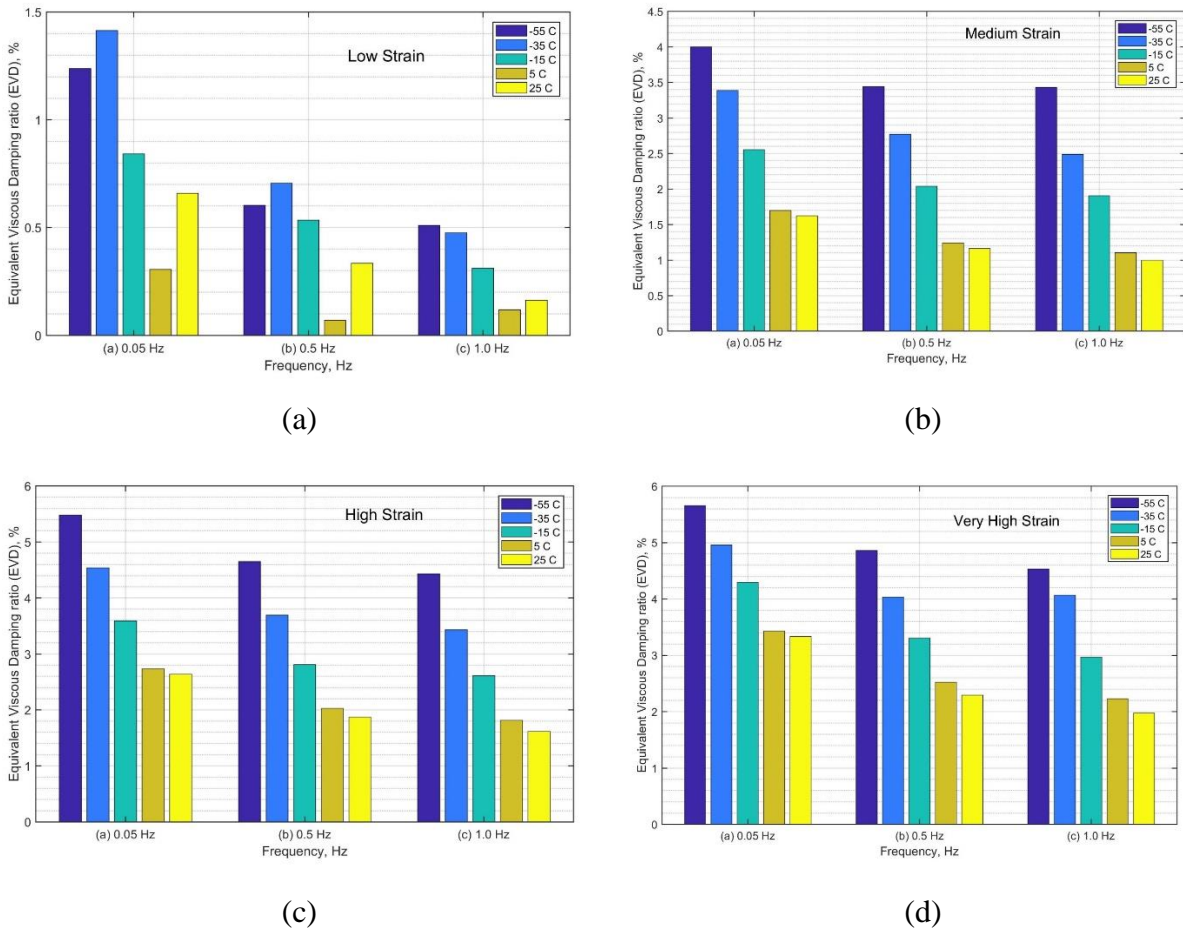 Low Strain
-55 C
-35 C
-15 C
5 C
25 C
Equivalent Viscous Damping ratio (EVD), %
1.5
1
0.5
0
(a) 0.05 Hz
(b) 0.5 Hz
(c) 1.0 Hz
Frequency, Hz
(a)
Medium Strain
-55 C
-35 C
-15 C
5 C
25 C
Equivalent Viscous Damping ratio (EVD), %
4.5
4
3.5
3
2.5
2
1.5
1
0.5
0
(a) 0.05 Hz
(b) 0.5 Hz
(c) 1.0 Hz
Frequency, Hz
(b)
High Strain
-55 C
-35 C
-15 C
5 C
25 C
Equivalent Viscous Damping ratio (EVD), %
6
5
4
3
2
1
0
(a) 0.05 Hz
(b) 0.5 Hz
(c) 1.0 Hz
Frequency, Hz
(c)
Very High Strain
-55 C
-35 C
-15 C
5 C
25 C
Equivalent Viscous Damping ratio (EVD), %
6
5
4
3
2
1
0
(a) 0.05 Hz
(b) 0.5 Hz
(c) 1.0 Hz
Frequency, Hz
(d)